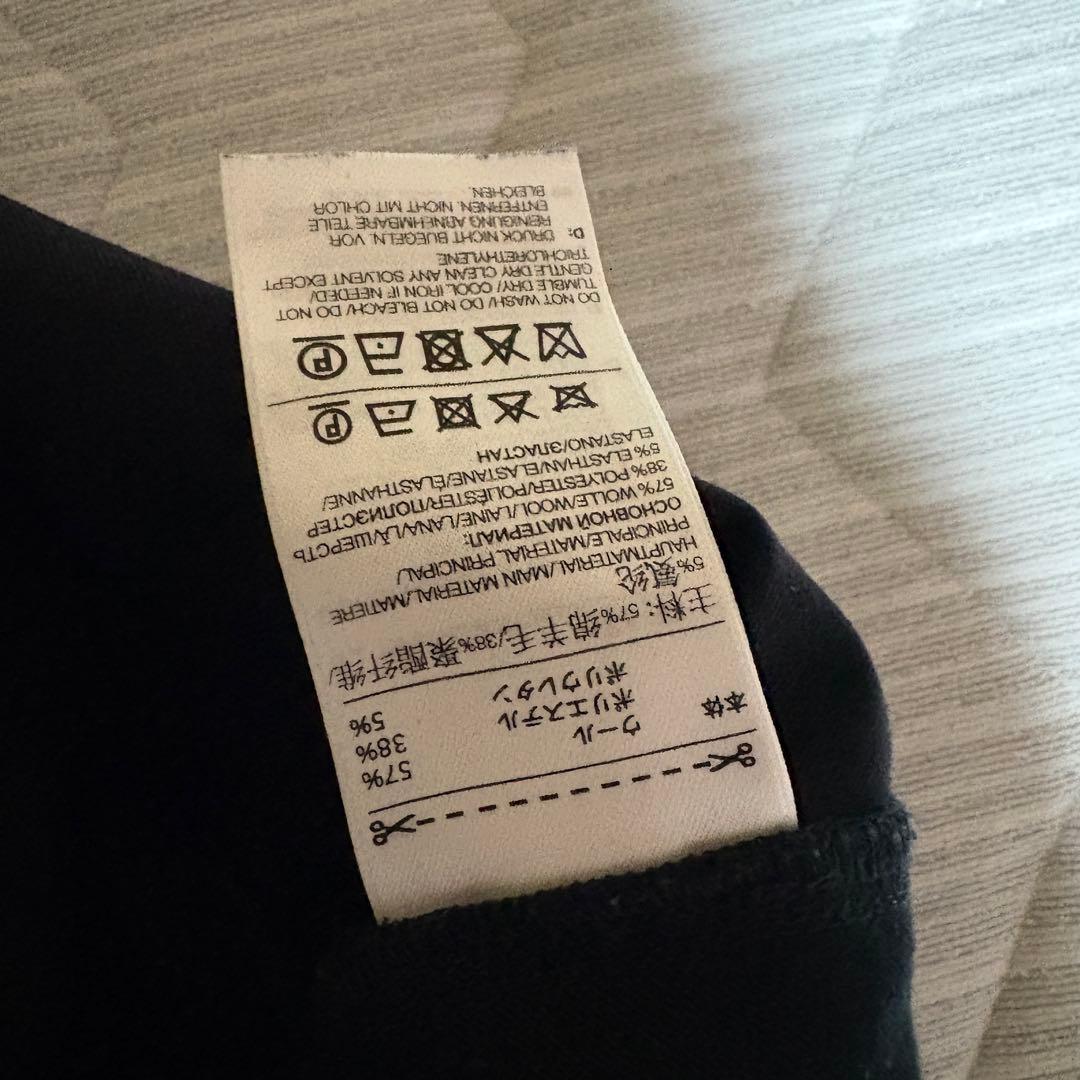 本体 ウール 57%
ポリエステル 38%
ポリウレタン 5%
主料: 57%绵羊毛/38%聚酯纤维/
5%氨纶
HAUPTMATERIAL/MAIN MATERIAL/MATIERE
PRINCIPALE/MATERIAL PRINCIPAL/
ОСНОВНОЙ МАТЕРИАЛ:
57% WOLLE/WOOL/LAINE/LANA/LÃ/ШЕРСТЬ
38% POLYESTER/POLIÉSTER/ПОЛИЭСТЕР
5% ELASTHAN/ELASTANE/ÉLASTHANNE/
ELASTANO/ЭЛАСТАН
P
P
DO NOT WASH/ DO NOT BLEACH/ DO NOT
TUMBLE DRY/ COOL IRON IF NEEDED/
GENTLE DRY CLEAN ANY SOLVENT EXCEPT
TRICHLORETHYLENE
D: DRUCK NICHT BUEGELN. VOR
REINIGUNG ABNEHMBARE TEILE
ENTFERNEN. NICHT MIT CHLOR
BLEICHEN.